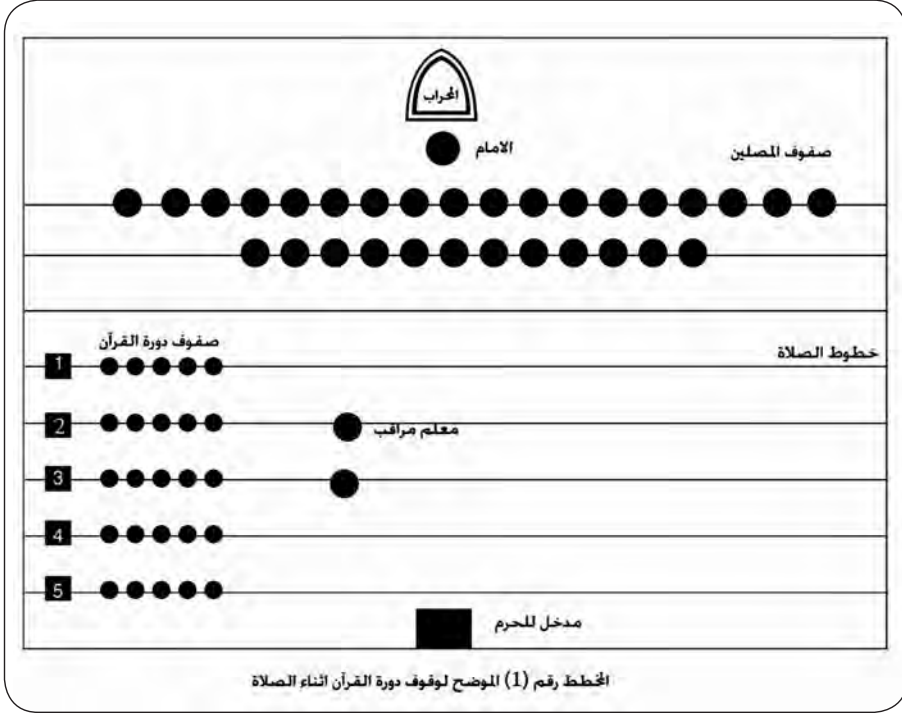 المحراب
الامام
صفوف المصلين
صفوف دورة القرآن
خطوط الصلاة
1
2
معلم مراقب
3
4
5
مدخل للحرم
المخطط رقم (1) الموضح لوقوف دورة القرآن اثناء الصلاة